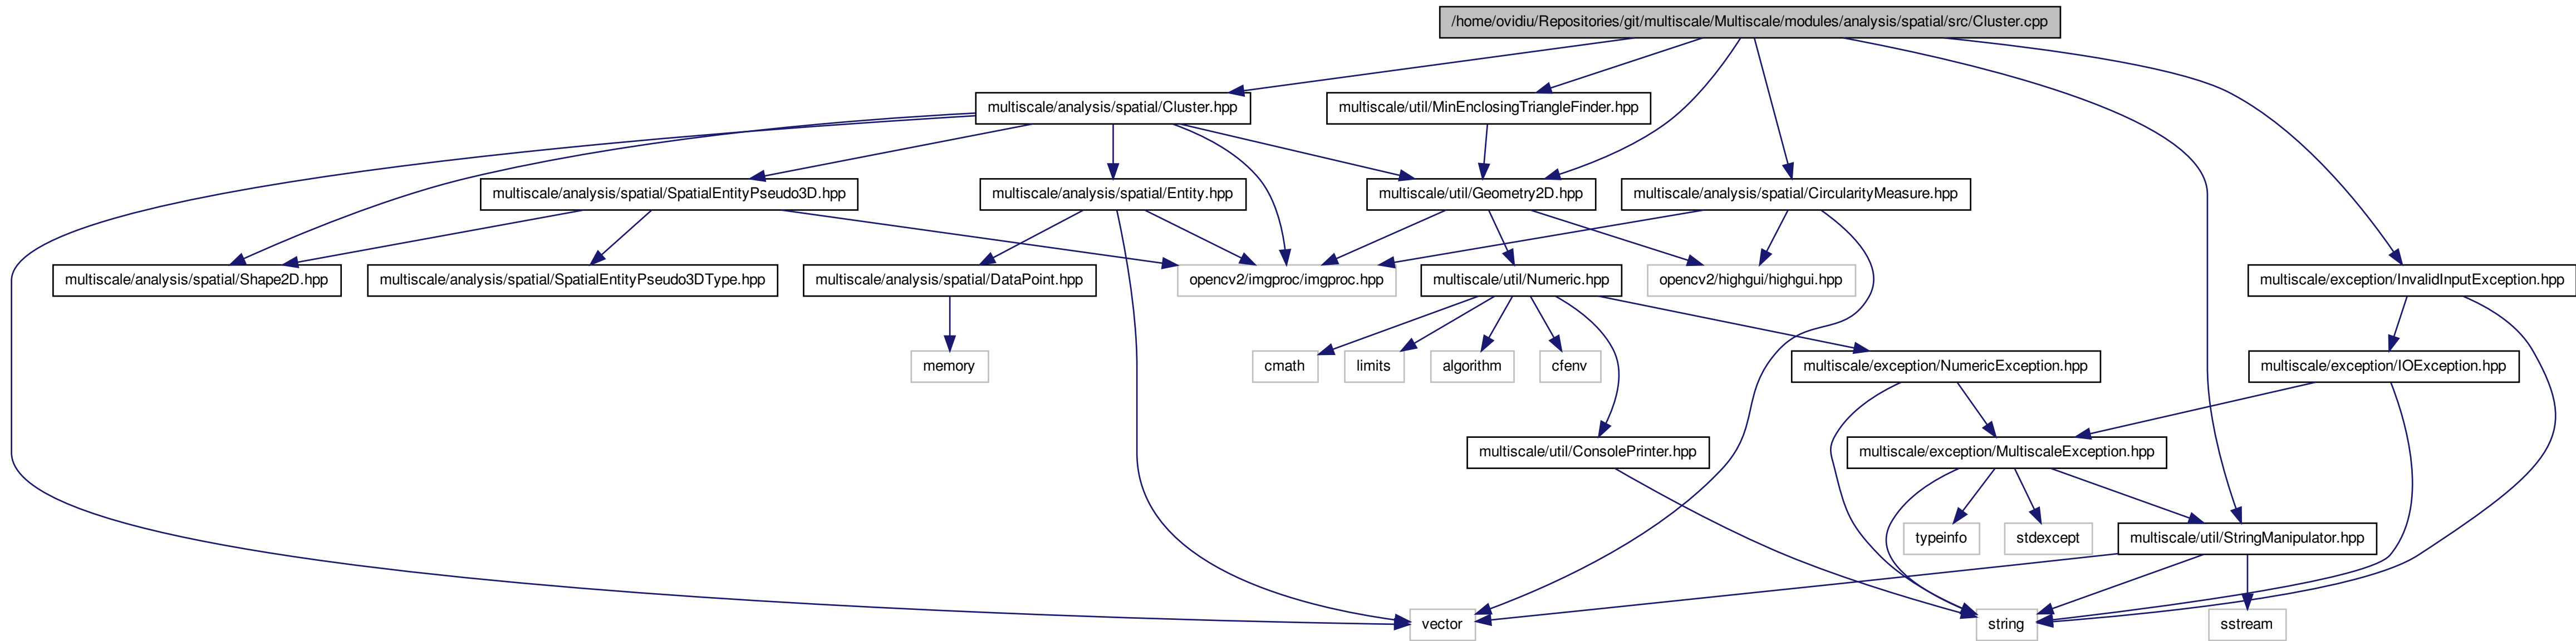 /home/ovidiu/Repositories/git/multiscale/Multiscale/modules/analysis/spatial/src/Cluster.cpp
multiscale/analysis/spatial/Cluster.hpp
multiscale/util/MinEnclosingTriangleFinder.hpp
multiscale/analysis/spatial/SpatialEntityPseudo3D.hpp
multiscale/analysis/spatial/Entity.hpp
multiscale/util/Geometry2D.hpp
multiscale/analysis/spatial/CircularityMeasure.hpp
multiscale/analysis/spatial/Shape2D.hpp
multiscale/analysis/spatial/SpatialEntityPseudo3DType.hpp
multiscale/analysis/spatial/DataPoint.hpp
opencv2/imgproc/imgproc.hpp
multiscale/util/Numeric.hpp
opencv2/highgui/highgui.hpp
multiscale/exception/InvalidInputException.hpp
memory
cmath
limits
algorithm
cfenv
multiscale/exception/NumericException.hpp
multiscale/exception/IOException.hpp
multiscale/util/ConsolePrinter.hpp
multiscale/exception/MultiscaleException.hpp
typeinfo
stdexcept
multiscale/util/StringManipulator.hpp
vector
string
sstream